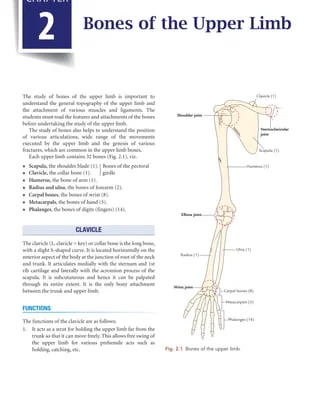 CHAPTER
2
Bones of the Upper Limb
The study of bones of the upper limb is important to
understand the general topography of the upper limb and
the attachment of various muscles and ligaments. The
students must read the features and attachments of the bones
before undertaking the study of the upper limb.
The study of bones also helps to understand the position
of various articulations, wide range of the movements
executed by the upper limb and the genesis of various
fractures, which are common in the upper limb bones.
Each upper limb contains 32 bones (Fig. 2.1), viz.
• Scapula, the shoulder blade (1). Bones of the pectoral
• Clavicle, the collar bone (1). girdle
• Humerus, the bone of arm (1).
• Radius and ulna, the bones of forearm (2).
• Carpal bones, the bones of wrist (8).
• Metacarpals, the bones of hand (5).
• Phalanges, the bones of digits (fingers) (14).
CLAVICLE
The clavicle (L. clavicle = key) or collar bone is the long bone,
with a slight S-shaped curve. It is located horizontally on the
anterior aspect of the body at the junction of root of the neck
and trunk. It articulates medially with the sternum and 1st
rib cartilage and laterally with the acromion process of the
scapula. It is subcutaneous and hence it can be palpated
through its entire extent. It is the only bony attachment
between the trunk and upper limb.
FUNCTIONS
The functions of the clavicle are as follows:
1. It acts as a strut for holding the upper limb far from the
trunk so that it can move freely. This allows free swing of
the upper limb for various prehensile acts such as
holding, catching, etc.
Clavicle (1)
Shoulder joint
Sternoclavicular
joint
Scapula (1)
Humerus (1)
Elbow joint
Ulna (1)
Radius (1)
Wrist joint
Carpal bones (8)
Metacarpals (5)
Phalanges (14)
Fig. 2.1 Bones of the upper limb.